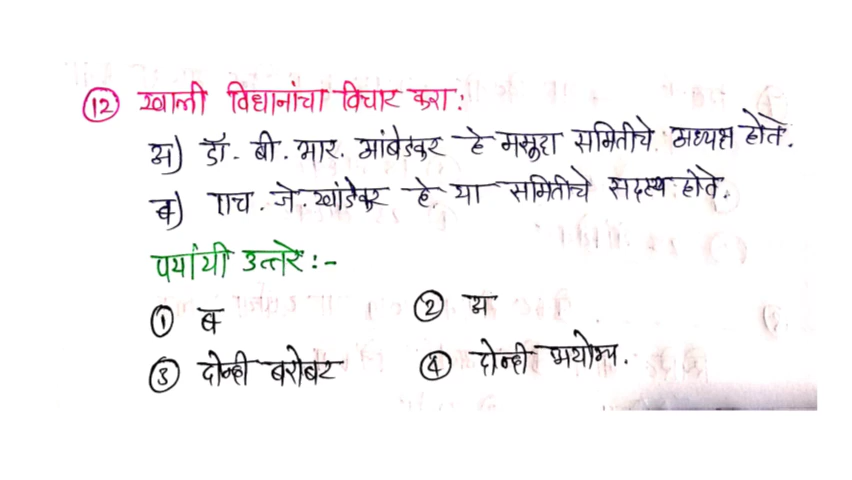 (12) खाली विधानांचा विचार करा:
अ) डॉ. बी. आर. आंबेडकर हे मसुदा समितीचे अध्यक्ष होते.
ब) एच. जे. खांडेकर हे या समितीचे सदस्य होते.
पर्यायी उत्तरे:-
(1) ब (2) अ
(3) दोन्ही बरोबर (4) दोन्ही अयोग्य.